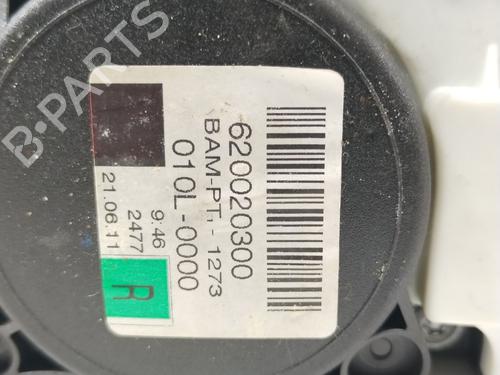 620020300
BAM-PT.- 1273
010L-0000
9:46
2477
21.06.11
R
B-PARTS